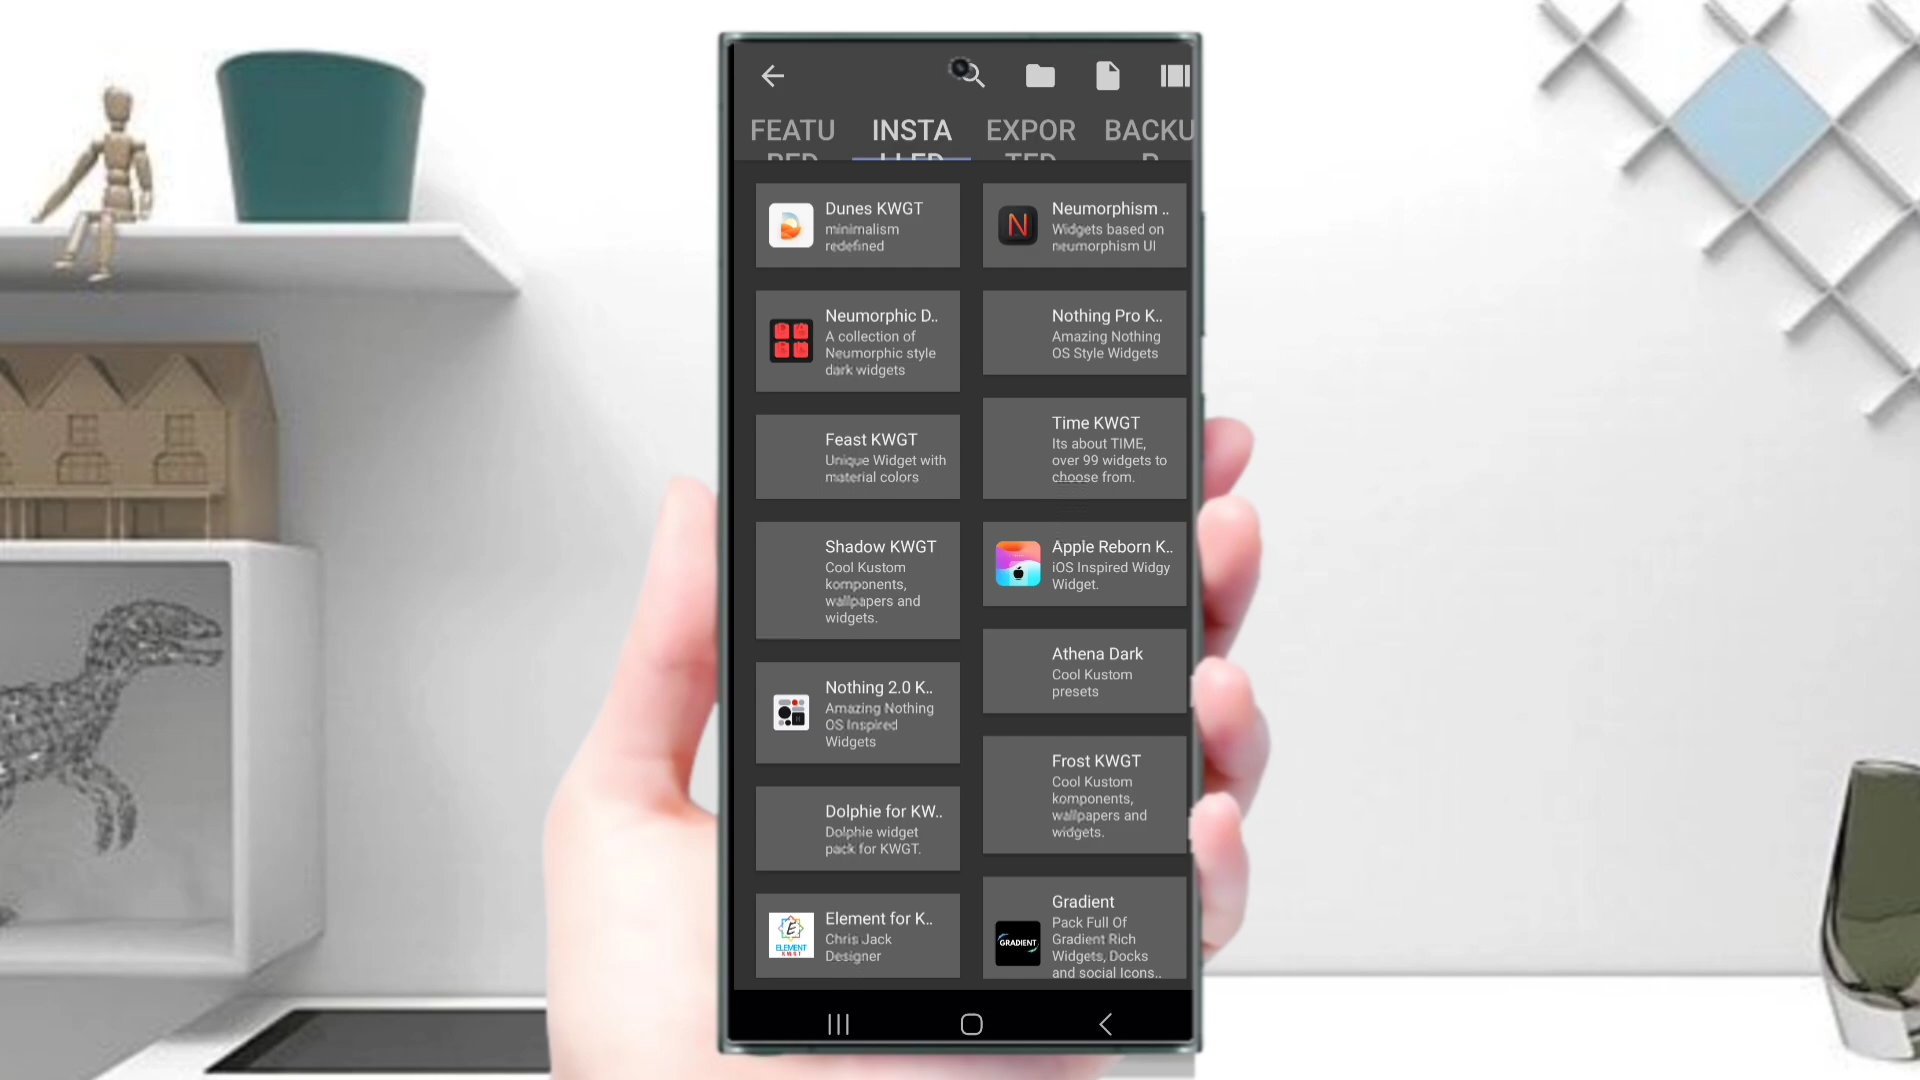 FEATU
RED
INSTA
LLED
EXPOR
TED
BACKU
P
Dunes KWGT
minimalism
redefined
N
Neumorphism ..
Widgets based on
neumorphism UI
Neumorphic D..
A collection of
Neumorphic style
dark widgets
Nothing Pro K..
Amazing Nothing
OS Style Widgets
Feast KWGT
Unique Widget with
material colors
Time KWGT
Its about TIME,
over 99 widgets to
choose from.
Shadow KWGT
Cool Kustom
komponents,
wallpapers and
widgets.
Apple Reborn K..
iOS Inspired Widgy
Widget.
Athena Dark
Cool Kustom
presets
Nothing 2.0 K..
Amazing Nothing
OS Inspired
Widgets
Frost KWGT
Cool Kustom
komponents,
wallpapers and
widgets.
Dolphie for KW..
Dolphie widget
pack for KWGT.
E
ELEMENT
KWGT
Element for K..
Chris Jack
Designer
GRADIENT
Gradient
Pack Full Of
Gradient Rich
Widgets, Docks
and social Icons..